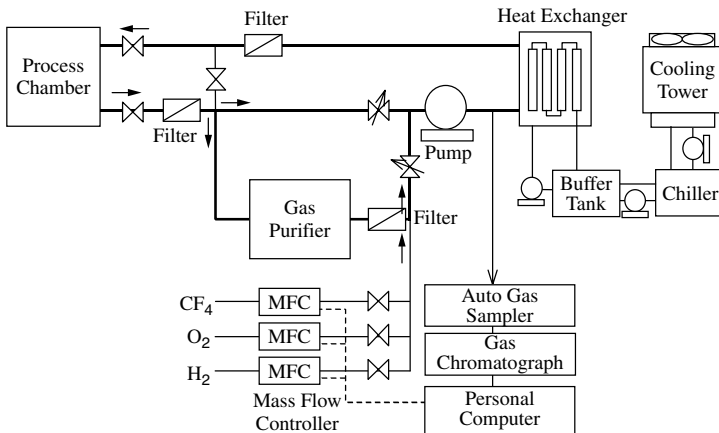 Filter
Heat Exchanger
Process
Chamber
Cooling
Tower
Filter
Pump
Gas
Purifier
Filter
Buffer
Tank
Chiller
CF4
MFC
Auto Gas
Sampler
O2
MFC
Gas
Chromatograph
H2
MFC
Mass Flow
Controller
Personal
Computer